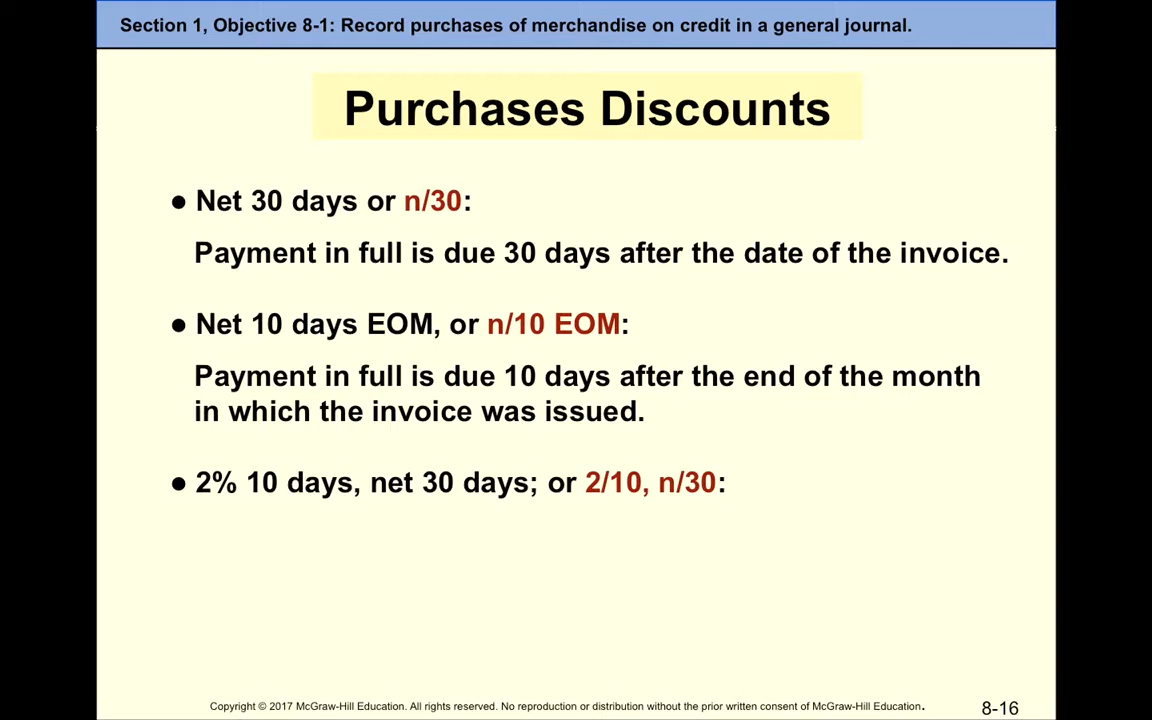 Section 1, Objective 8-1: Record purchases of merchandise on credit in a general journal.
Purchases Discounts
● Net 30 days or n/30:
Payment in full is due 30 days after the date of the invoice.
● Net 10 days EOM, or n/10 EOM:
Payment in full is due 10 days after the end of the month
in which the invoice was issued.
● 2% 10 days, net 30 days; or 2/10, n/30:
Copyright © 2017 McGraw-Hill Education. All rights reserved. No reproduction or distribution without the prior written consent of McGraw-Hill Education.
8-16